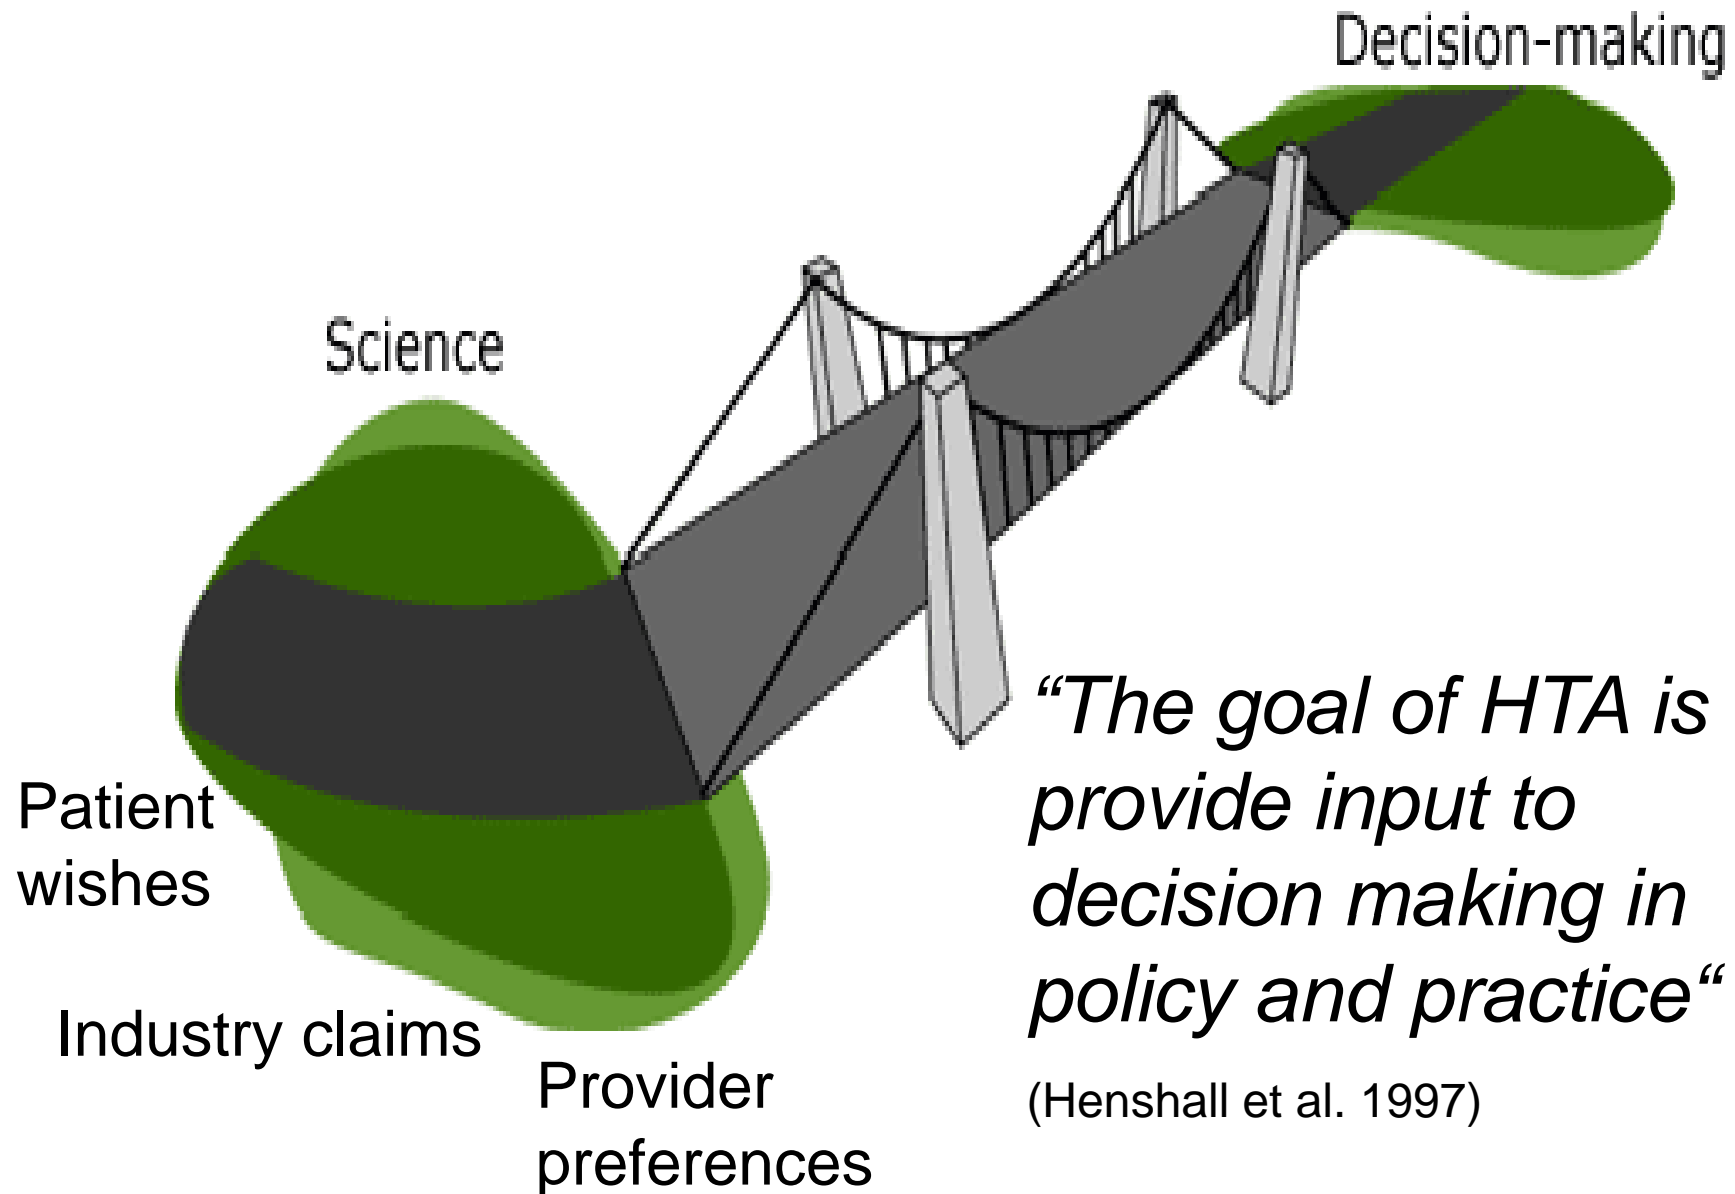 Decision-making
Science
Patient
wishes
Industry claims
Provider
preferences
“The goal of HTA is
provide input to
decision making in
policy and practice“
(Henshall et al. 1997)